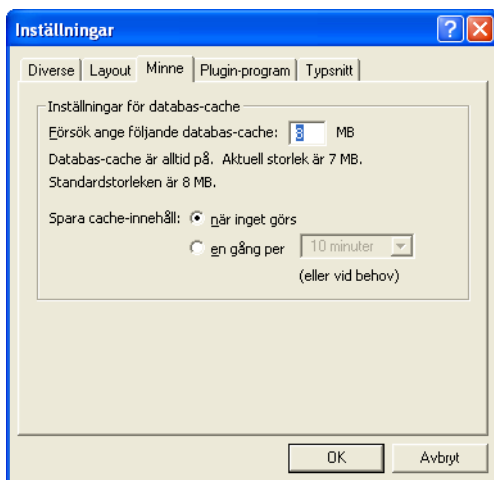 Inställningar
Diverse Layout Minne Plugin-program Typsnitt
Inställningar för databas-cache
Försök ange följande databas-cache: 8 MB
Databas-cache är alltid på. Aktuell storlek är 7 MB.
Standardstorleken är 8 MB.
Spara cache-innehåll: när inget görs
en gång per 10 minuter
(eller vid behov)
OK Avbryt